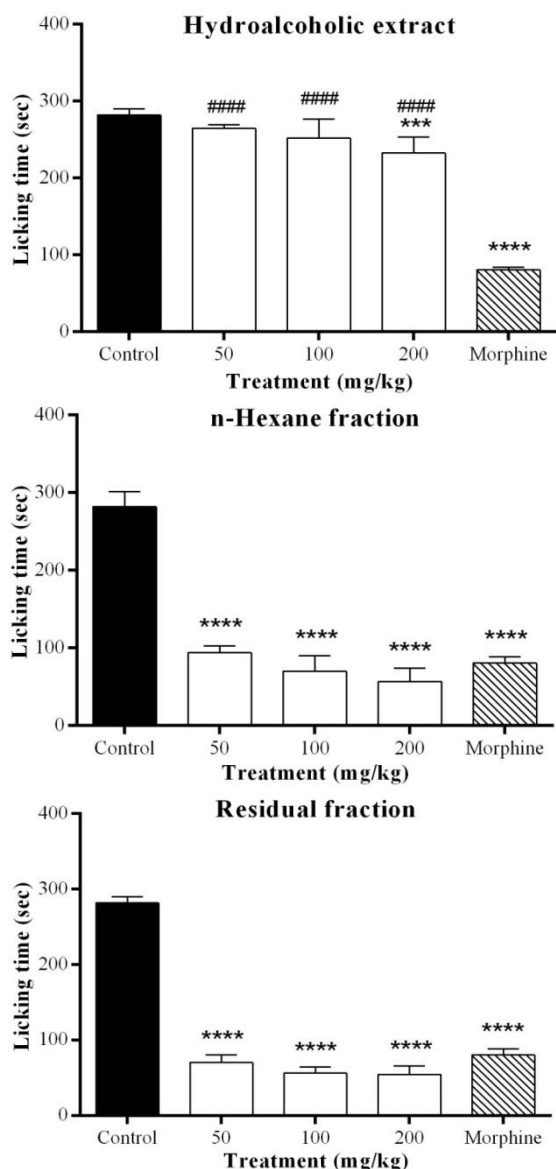 Hydroalcoholic extract
Licking time (sec)
400
300
200
100
0
####
####
####
***
****
Control
50
100
200
Morphine
Treatment (mg/kg)
n-Hexane fraction
Licking time (sec)
400
300
200
100
0
****
****
****
****
Control
50
100
200
Morphine
Treatment (mg/kg)
Residual fraction
Licking time (sec)
400
300
200
100
0
****
****
****
****
Control
50
100
200
Morphine
Treatment (mg/kg)